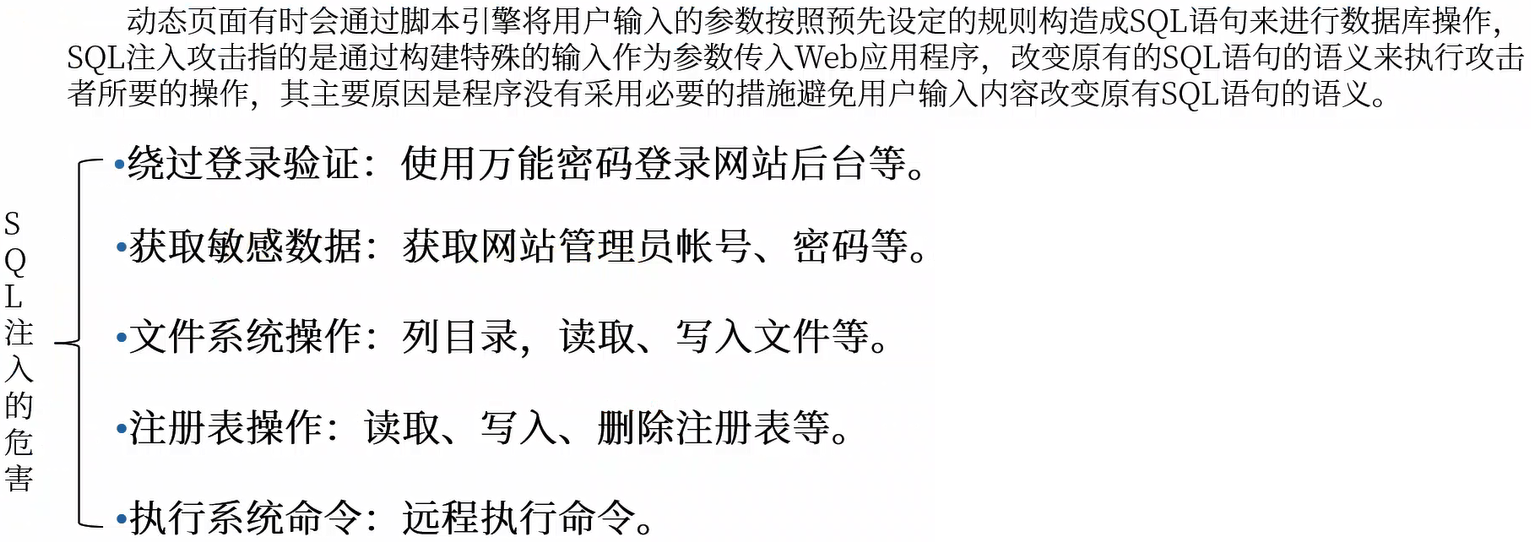 动态页面有时会通过脚本引擎将用户输入的参数按照预先设定的规则构造成SQL语句来进行数据库操作，
SQL注入攻击指的是通过构建特殊的输入作为参数传入Web应用程序，改变原有的SQL语句的语义来执行攻击
者所要的操作，其主要原因是程序没有采用必要的措施避免用户输入内容改变原有SQL语句的语义。
SQL注入的危害
•绕过登录验证：使用万能密码登录网站后台等。
•获取敏感数据：获取网站管理员帐号、密码等。
•文件系统操作：列目录，读取、写入文件等。
•注册表操作：读取、写入、删除注册表等。
•执行系统命令：远程执行命令。